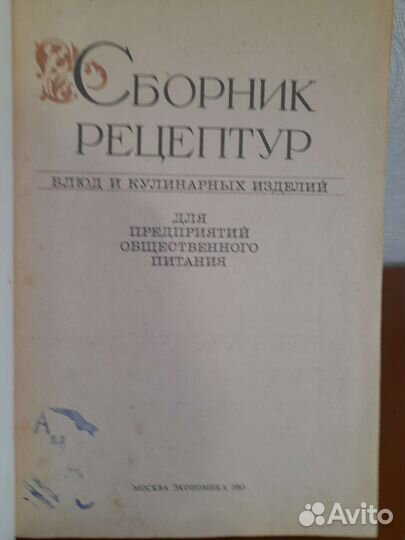 СБОРНИК
РЕЦЕПТУР
БЛЮД И КУЛИНАРНЫХ ИЗДЕЛИЙ
ДЛЯ
ПРЕДПРИЯТИЙ
ОБЩЕСТВЕННОГО
ПИТАНИЯ
МОСКВА ЭКОНОМИКА
Avito